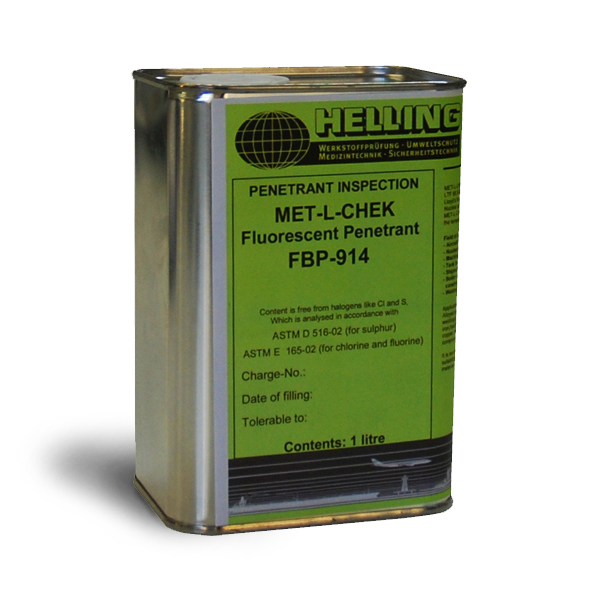 HELLING
WERKSTOFFPRÜFUNG · UMWELTSCHUTZ
MEDIZINTECHNIK · SICHERHEITSTECHNIK
PENETRANT INSPECTION
MET-L-CHEK
Fluorescent Penetrant
FBP-914
Content is free from halogens like Cl and S,
Which is analysed in accordance with
ASTM D 516-02 (for sulphur)
ASTM E 165-02 (for chlorine and fluorine)
Charge-No.:
Date of filling:
Tolerable to:
Contents: 1 litre